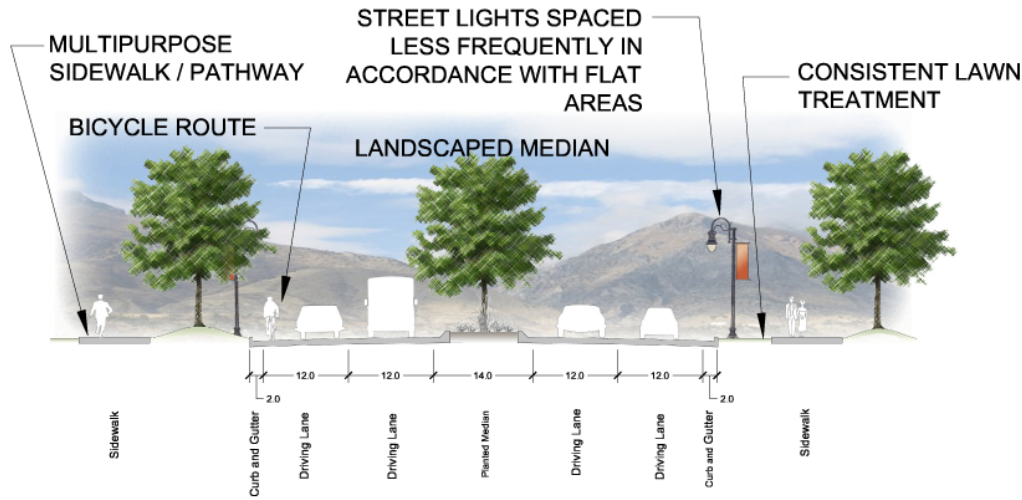 STREET LIGHTS SPACED
LESS FREQUENTLY IN
ACCORDANCE WITH FLAT
AREAS
MULTIPURPOSE
SIDEWALK / PATHWAY
CONSISTENT LAWN
TREATMENT
BICYCLE ROUTE
LANDSCAPED MEDIAN
12.0
12.0
14.0
12.0
12.0
2.0
2.0
Sidewalk
Curb and Gutter
Driving Lane
Driving Lane
Planted Median
Driving Lane
Driving Lane
Curb and Gutter
Sidewalk